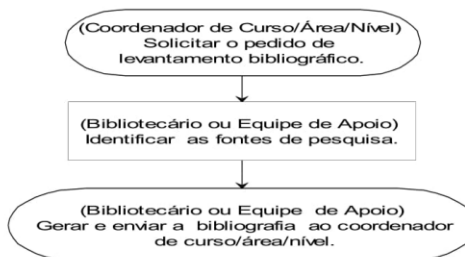 (Coordenador de Curso/Área/Nível)
Solicitar o pedido de
levantamento bibliográfico.
(Bibliotecário ou Equipe de Apoio)
Identificar as fontes de pesquisa.
(Bibliotecário ou Equipe de Apoio)
Gerar e enviar a bibliografia ao coordenador
de curso/área/nível.